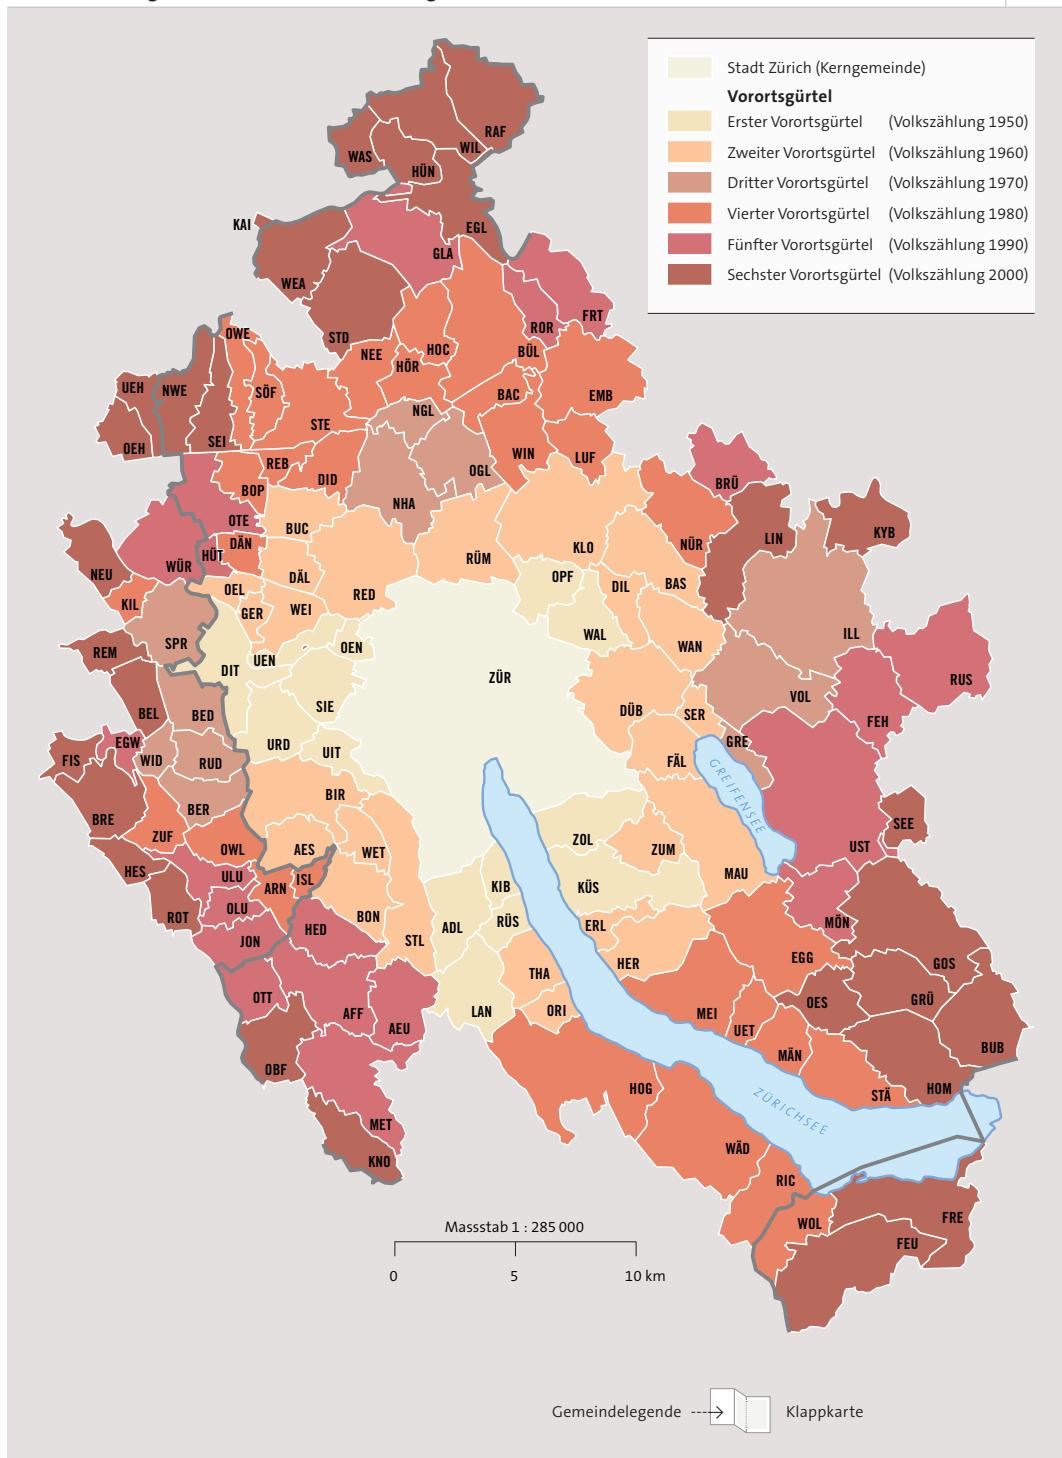 Stadt Zürich (Kerngemeinde)
Vorortsgürtel
Erster Vorortsgürtel (Volkszählung 1950)
Zweiter Vorortsgürtel (Volkszählung 1960)
Dritter Vorortsgürtel (Volkszählung 1970)
Vierter Vorortsgürtel (Volkszählung 1980)
Fünfter Vorortsgürtel (Volkszählung 1990)
Sechster Vorortsgürtel (Volkszählung 2000)
RAF
WIL
WAS
HÜN
KAI
EGL
GLA
WEA
FRT
ROR
OWE
STD
NEE
HOC
BÜL
HÖR
UEH
NWE
SÖF
BAC
EMB
NGL
STE
SEI
OEH
WIN
LUF
REB
OGL
DID
BRÜ
BOP
NHA
OTE
BUC
LIN
KYB
DÄN
NÜR
KLO
HÜT
RÜM
WÜR
NEU
DÄL
OPF
BAS
DIL
OEL
RED
KIL
GER
WEI
WAL
ILL
SPR
OEN
WAN
REM
UEN
DIT
ZÜR
RUS
VOL
SIE
DÜB
BEL
BED
SER
FEH
EGW
URD
GRE
UIT
FIS
WID
RUD
FÄL
GREIFENSEE
BIR
BER
BRE
SEE
ZUF
ZOL
OWL
AES
WET
ZUM
UST
HES
ULU
MAU
ARN
ISL
KIB
KÜS
OLU
ROT
BON
RÜS
ERL
MÖN
ADL
HED
JON
STL
EGG
HER
GOS
THA
OTT
GRÜ
OES
AFF
LAN
ORI
MEI
AEU
UET
BUB
MÄN
OBF
HOG
HOM
STÄ
ZÜRICHSEE
MET
WÄD
KNO
RIC
FRE
WOL
FEU
Massstab 1 : 285 000
0 5 10 km
Gemeindelegende Klappkarte